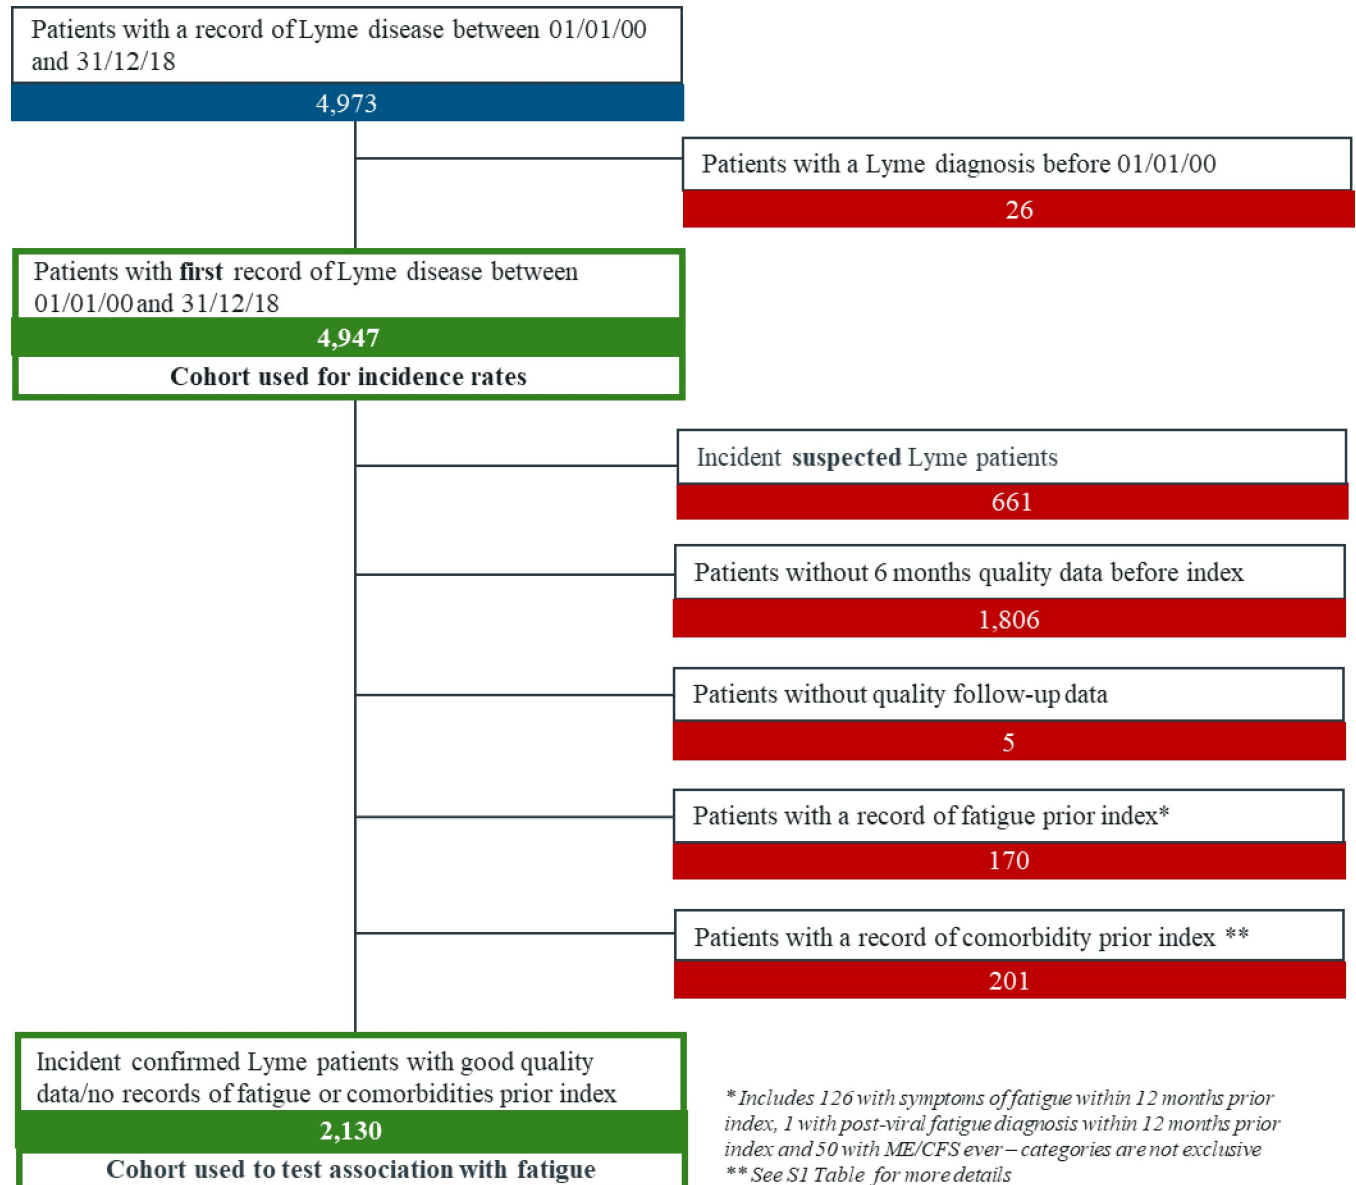 Patients with a record of Lyme disease between 01/01/00
and 31/12/18
4,973
Patients with a Lyme diagnosis before 01/01/00
26
Patients with first record of Lyme disease between
01/01/00 and 31/12/18
4,947
Cohort used for incidence rates
Incident suspected Lyme patients
661
Patients without 6 months quality data before index
1,806
Patients without quality follow-up data
5
Patients with a record of fatigue prior index*
170
Patients with a record of comorbidity prior index **
201
Incident confirmed Lyme patients with good quality
data/no records of fatigue or comorbidities prior index
2,130
Cohort used to test association with fatigue
* Includes 126 with symptoms of fatigue within 12 months prior
index, 1 with post-viral fatigue diagnosis within 12 months prior
index and 50 with ME/CFS ever – categories are not exclusive
** See S1 Table for more details